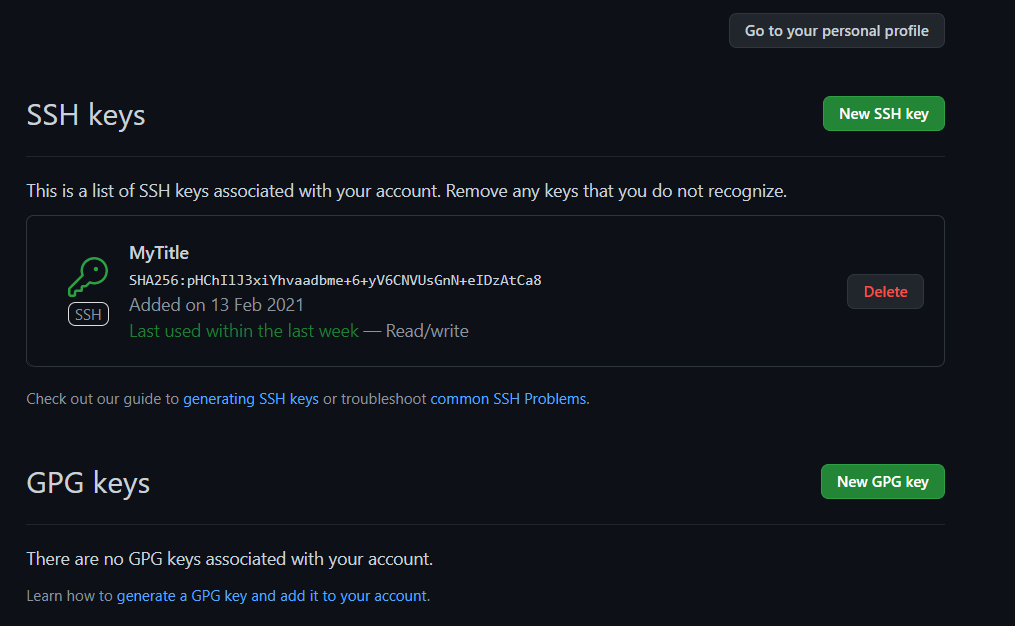 Go to your personal profile
SSH keys
New SSH key
This is a list of SSH keys associated with your account. Remove any keys that you do not recognize.
MyTitle
SHA256:pHChIlJ3xiYhvaadbme+6+yV6CNVUsGnN+eIDzAtCa8
Added on 13 Feb 2021
Last used within the last week — Read/write
SSH
Delete
Check out our guide to generating SSH keys or troubleshoot common SSH Problems.
GPG keys
New GPG key
There are no GPG keys associated with your account.
Learn how to generate a GPG key and add it to your account.